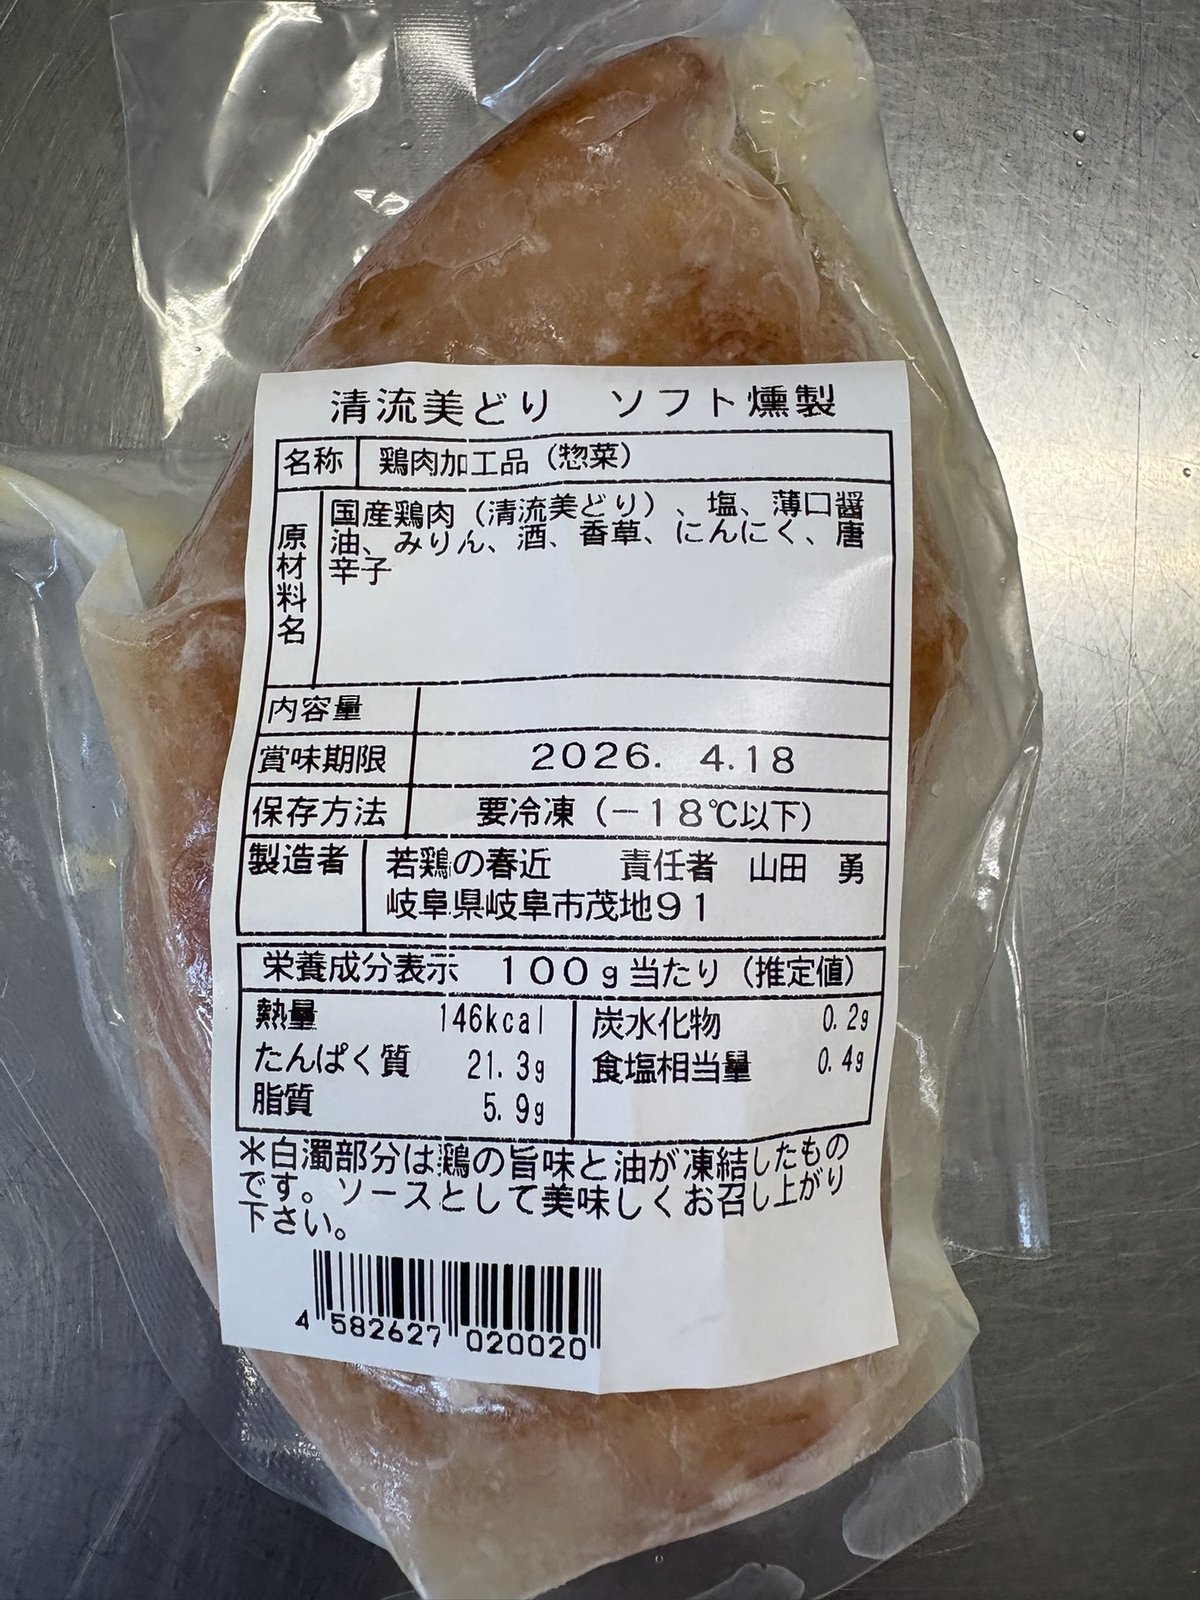 清流美どり　ソフト燻製
名称　鶏肉加工品（惣菜）
原材料名
国産鶏肉（清流美どり）、塩、薄口醤
油、みりん、酒、香草、にんにく、唐
辛子
内容量
賞味期限　2026. 4.18
保存方法　要冷凍（－18℃以下）
製造者　若鶏の春近　責任者　山田　勇
岐阜県岐阜市茂地91
栄養成分表示　100g当たり（推定値）
熱量　146kcal　炭水化物　0.2g
たんぱく質　21.3g　食塩相当量　0.4g
脂質　5.9g
＊白濁部分は鶏の旨味と油が凍結したもの
です。ソースとして美味しくお召し上がり
下さい。
4 582627 020020